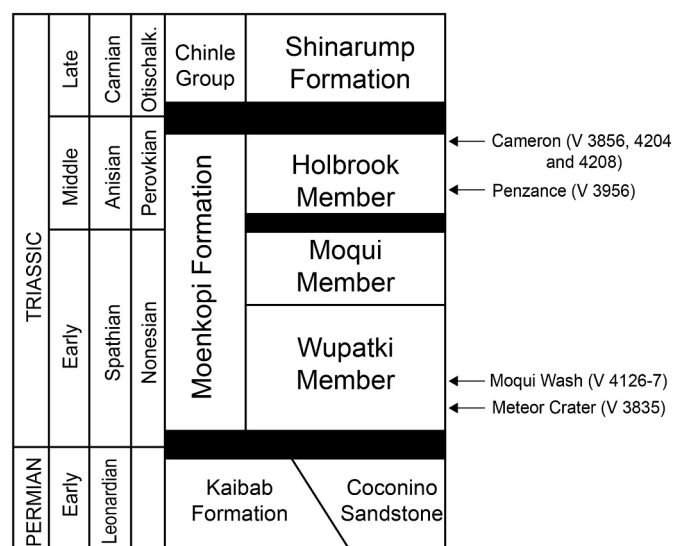 TRIASSIC
Late
Carnian
Otischalk.
Chinle
Group
Shinarump
Formation
Middle
Anisian
Perovkian
Moenkopi Formation
Holbrook
Member
Cameron (V 3856, 4204
and 4208)
Penzance (V 3956)
Early
Spathian
Nonesian
Moqui
Member
Wupatki
Member
Moqui Wash (V 4126-7)
Meteor Crater (V 3835)
PERMIAN
Early
Leonardian
Kaibab
Formation
Coconino
Sandstone